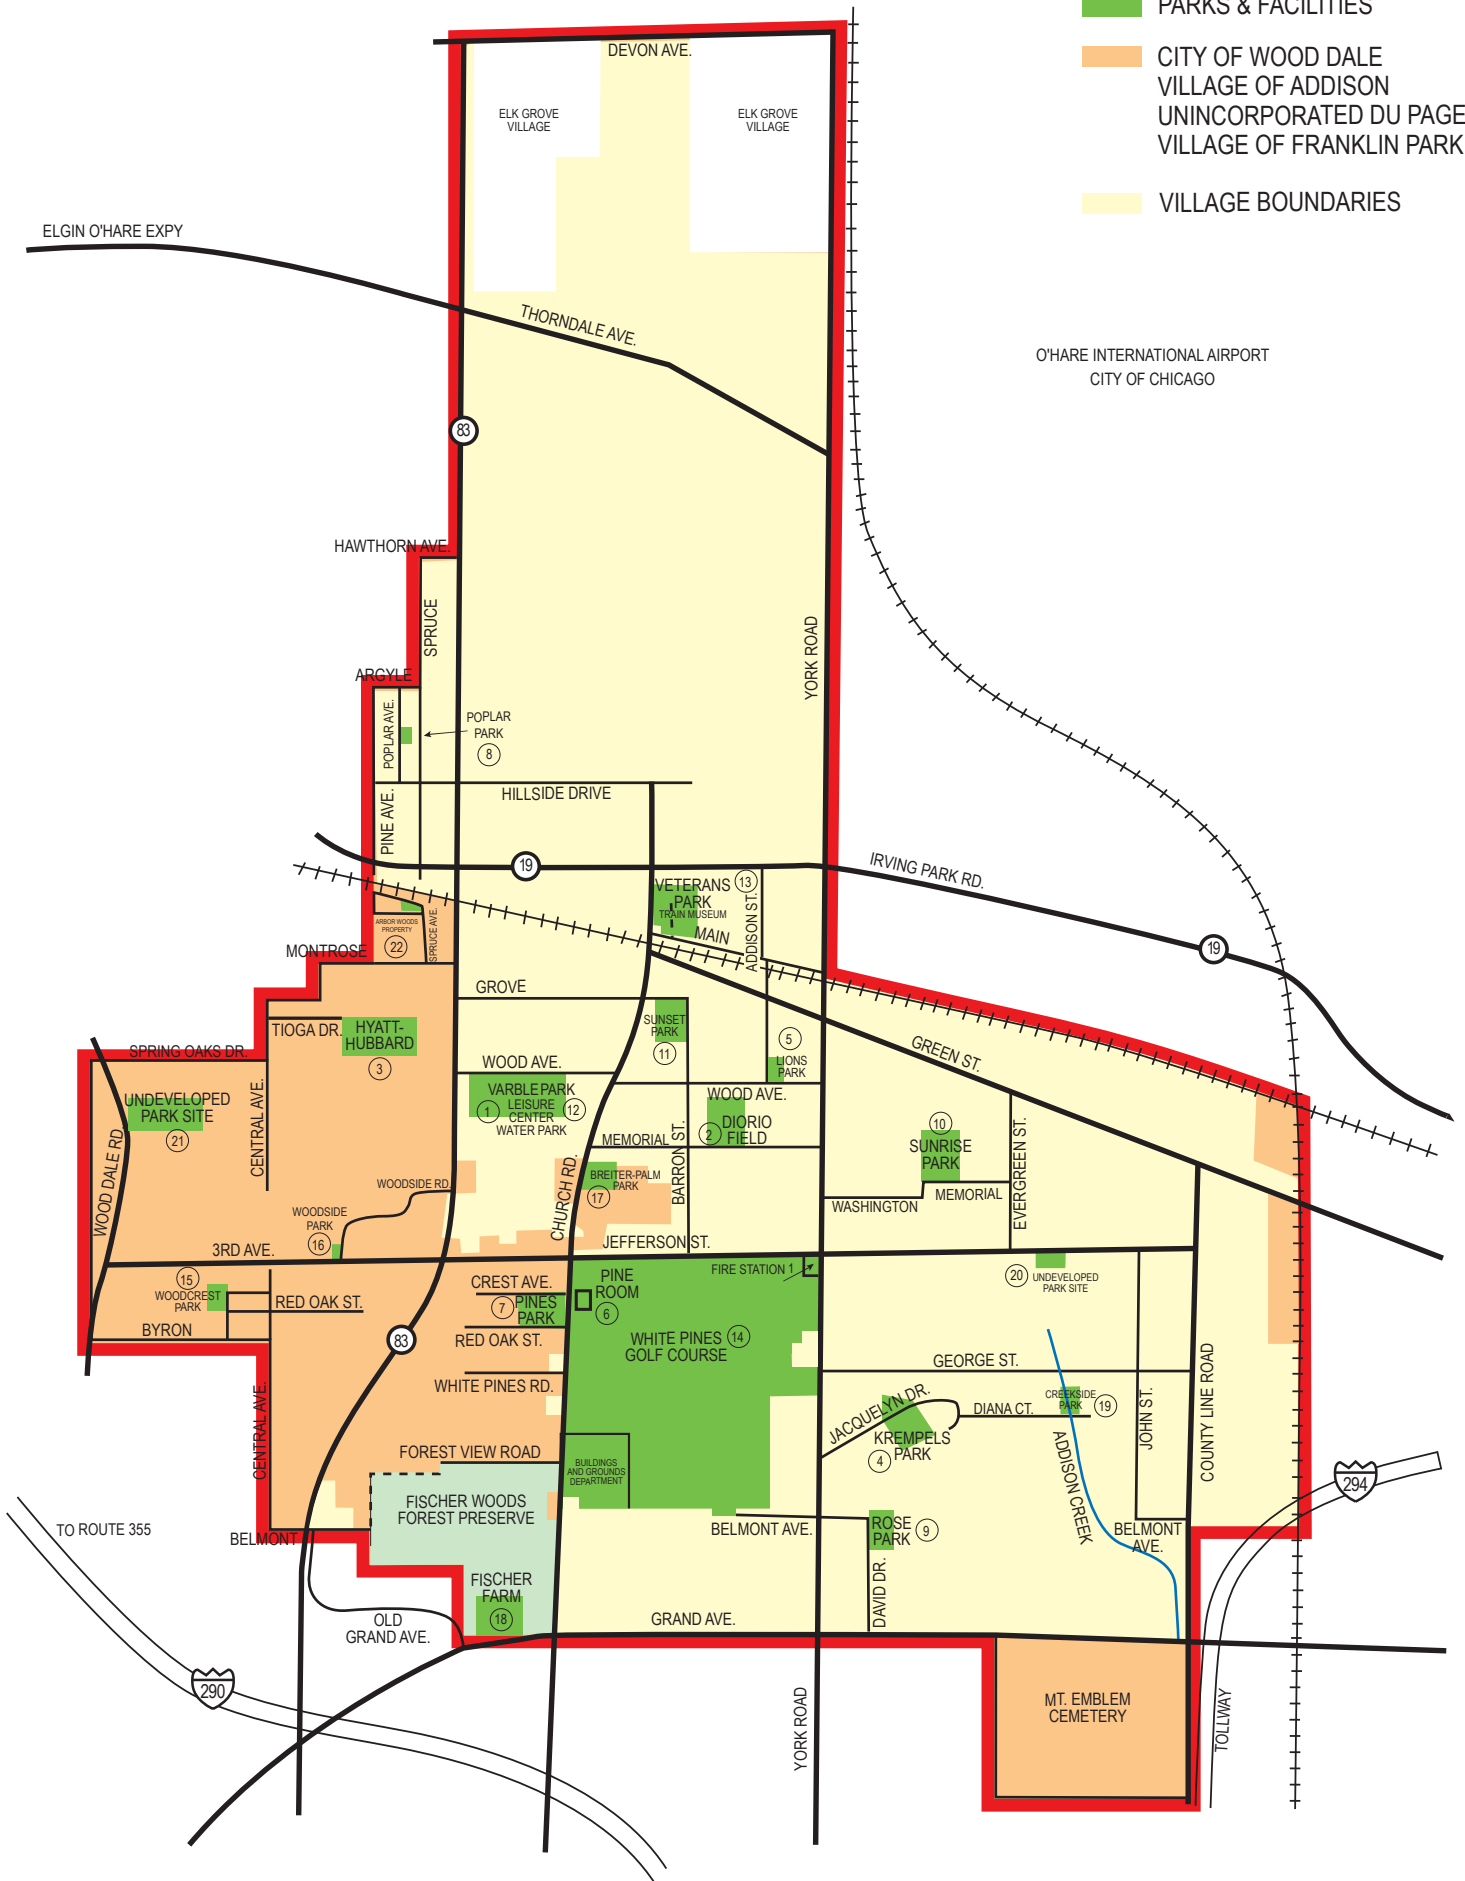 PARKS & FACILITIES
CITY OF WOOD DALE
VILLAGE OF ADDISON
UNINCORPORATED DU PAGE
VILLAGE OF FRANKLIN PARK
VILLAGE BOUNDARIES
DEVON AVE.
ELK GROVE
VILLAGE
ELK GROVE
VILLAGE
ELGIN O'HARE EXPY
THORNDALE AVE.
O'HARE INTERNATIONAL AIRPORT
CITY OF CHICAGO
83
HAWTHORN AVE.
SPRUCE
YORK ROAD
ARGYLE
POPLAR AVE.
POPLAR
PARK
8
HILLSIDE DRIVE
PINE AVE.
19
IRVING PARK RD.
19
VETERANS
PARK
TRAIN MUSEUM
13
MAIN
ADDISON ST.
ARBOR WOODS
PROPERTY
22
SPRUCE AVE.
MONTROSE
GROVE
TIOGA DR.
HYATT-
HUBBARD
3
SUNSET
PARK
11
5
LIONS
PARK
GREEN ST.
SPRING OAKS DR.
WOOD AVE.
WOOD AVE.
UNDEVELOPED
PARK SITE
21
CENTRAL AVE.
WOOD DALE RD.
VARBLE PARK
LEISURE
CENTER
WATER PARK
1
12
2
DIORIO
FIELD
MEMORIAL
BARRON ST.
10
SUNRISE
PARK
EVERGREEN ST.
BREITER-PALM
PARK
17
CHURCH RD.
WOODSIDE RD.
WASHINGTON
MEMORIAL
WOODSIDE
PARK
16
3RD AVE.
JEFFERSON ST.
FIRE STATION 1
15
WOODCREST
PARK
RED OAK ST.
BYRON
CREST AVE.
7
PINES
PARK
RED OAK ST.
PINE
ROOM
6
20
UNDEVELOPED
PARK SITE
83
WHITE PINES
GOLF COURSE
14
WHITE PINES RD.
GEORGE ST.
COUNTY LINE ROAD
CENTRAL AVE.
JACQUELYN DR.
DIANA CT.
CREEKSIDE
PARK
19
JOHN ST.
KREMPELS
PARK
4
FOREST VIEW ROAD
BUILDINGS
AND GROUNDS
DEPARTMENT
ADDISON CREEK
294
FISCHER WOODS
FOREST PRESERVE
TO ROUTE 355
BELMONT
BELMONT AVE.
ROSE
PARK
9
BELMONT
AVE.
FISCHER
FARM
18
DAVID DR.
OLD
GRAND AVE.
GRAND AVE.
290
YORK ROAD
MT. EMBLEM
CEMETERY
TOLLWAY